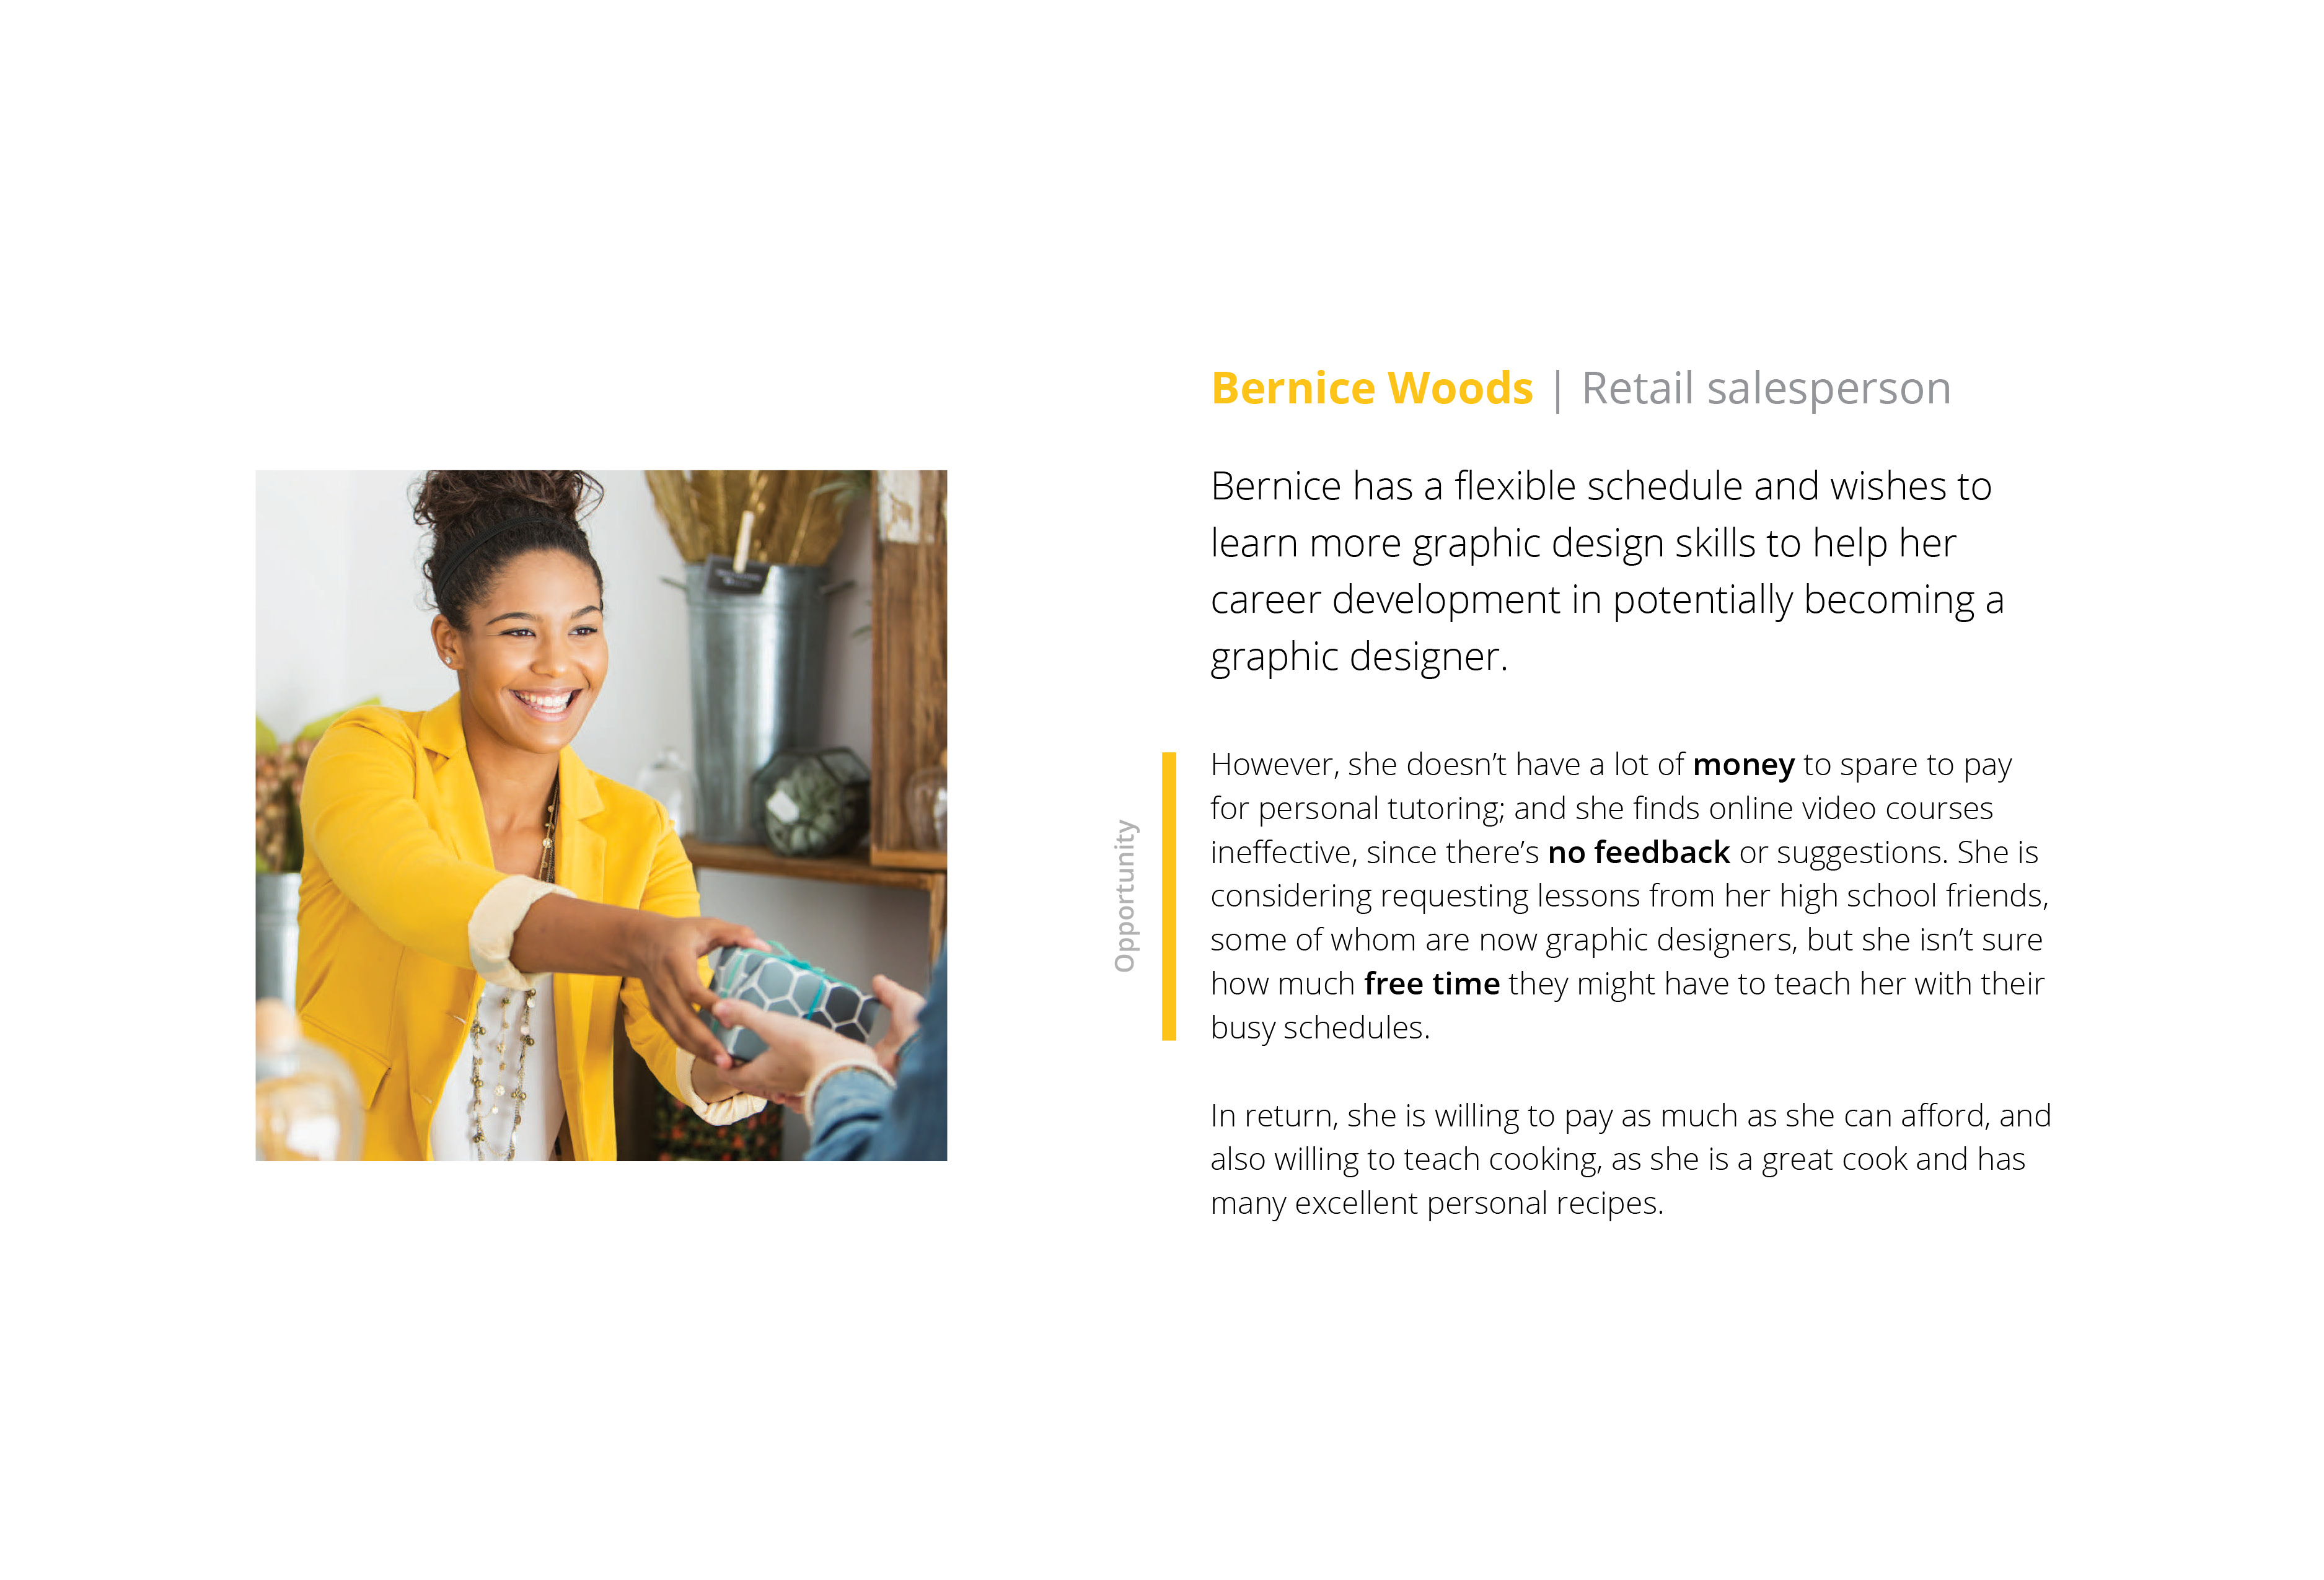 Bernice Woods | Retail salesperson
Bernice has a flexible schedule and wishes to
learn more graphic design skills to help her
career development in potentially becoming a
graphic designer.
Opportunity
However, she doesn’t have a lot of money to spare to pay
for personal tutoring; and she finds online video courses
ineffective, since there’s no feedback or suggestions. She is
considering requesting lessons from her high school friends,
some of whom are now graphic designers, but she isn’t sure
how much free time they might have to teach her with their
busy schedules.
In return, she is willing to pay as much as she can afford, and
also willing to teach cooking, as she is a great cook and has
many excellent personal recipes.